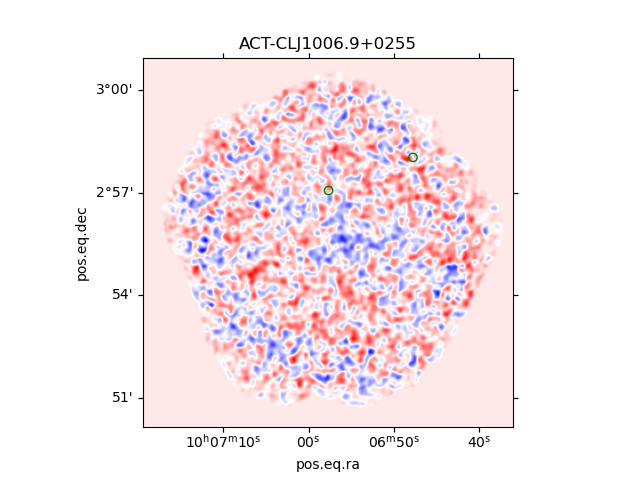 ACT-CLJ1006.9+0255
3°00'
2°57'
54'
51'
pos.eq.dec
10ʰ07ᵐ10ˢ 00ˢ 06ᵐ50ˢ 40ˢ
pos.eq.ra